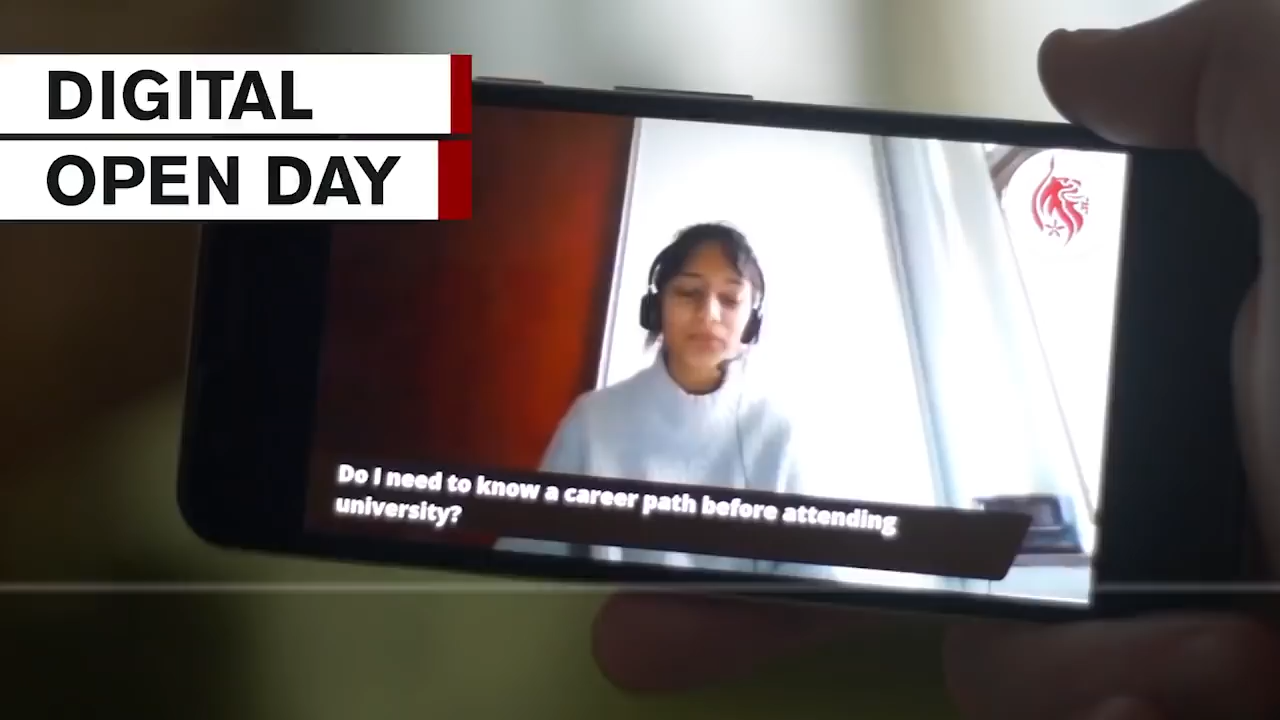 DIGITAL
OPEN DAY
Do I need to know a career path before attending
university?